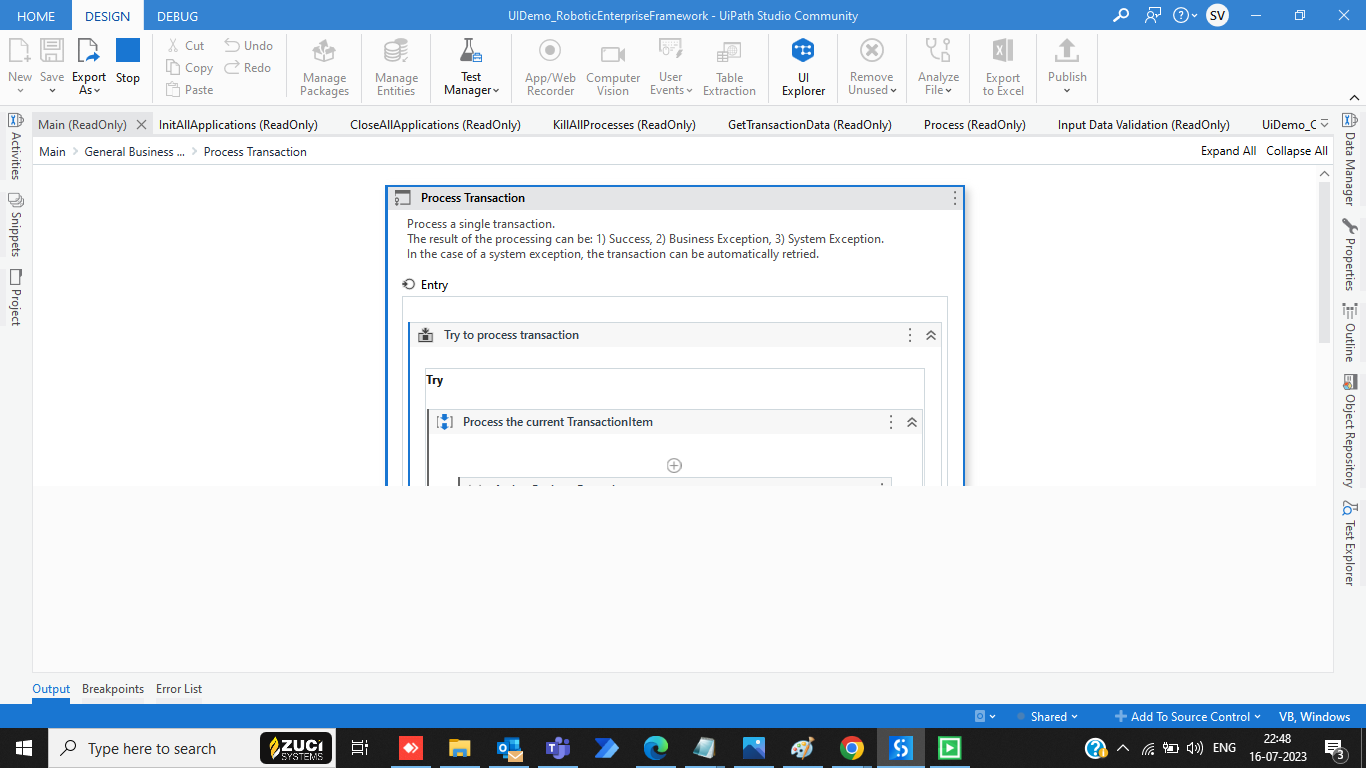 HOME DESIGN DEBUG UIDemo_RoboticEnterpriseFramework - UiPath Studio Community SV
New Save Export As Stop Cut Copy Paste Undo Redo Manage Packages Manage Entities Test Manager App/Web Recorder Computer Vision User Events Table Extraction UI Explorer Remove Unused Analyze File Export to Excel Publish
Main (ReadOnly) InitAllApplications (ReadOnly) CloseAllApplications (ReadOnly) KillAllProcesses (ReadOnly) GetTransactionData (ReadOnly) Process (ReadOnly) Input Data Validation (ReadOnly) UiDemo_C
Main General Business ... Process Transaction Expand All Collapse All
Activities
Snippets
Project
Process Transaction
Process a single transaction.
The result of the processing can be: 1) Success, 2) Business Exception, 3) System Exception.
In the case of a system exception, the transaction can be automatically retried.
Entry
Try to process transaction
Try
Process the current TransactionItem
Data Manager
Properties
Outline
Object Repository
Test Explorer
Output Breakpoints Error List
Shared Add To Source Control VB, Windows
Type here to search ZUCI SYSTEMS ENG 22:48
16-07-2023 3